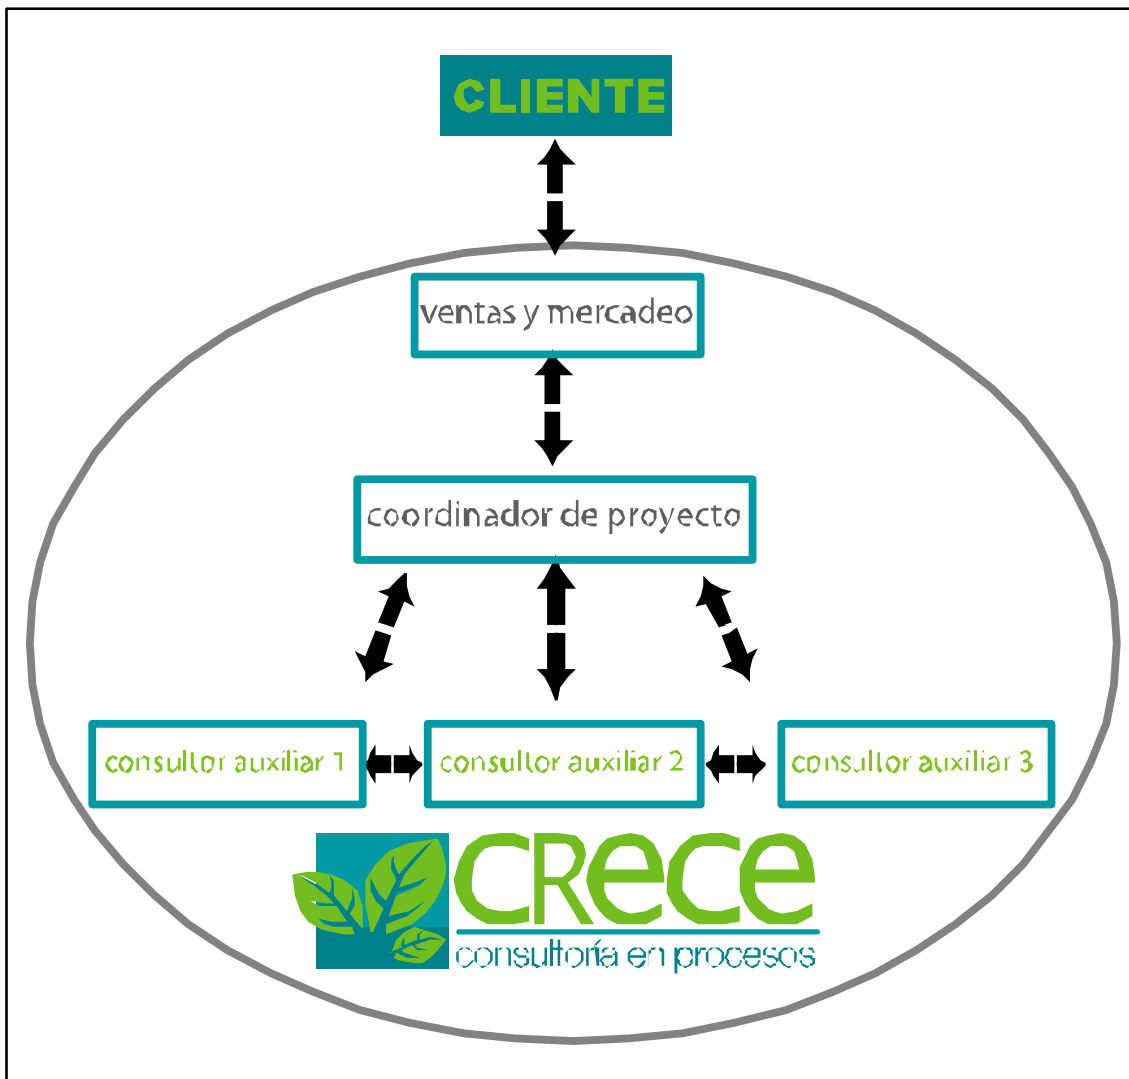 CLIENTE
ventas y mercadeo
coordinador de proyecto
consultor auxiliar 1
consultor auxiliar 2
consultor auxiliar 3
CRece
consultoría en procesos